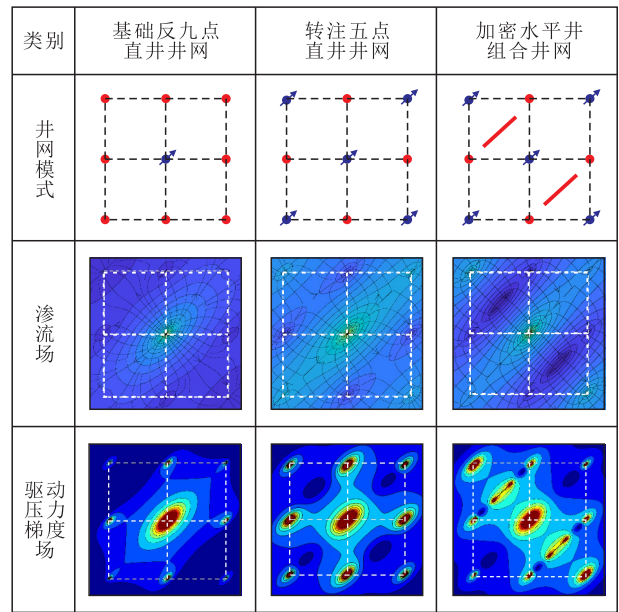 类别
基础反九点
直井井网
转注五点
直井井网
加密水平井
组合井网
井
网
模
式
渗
流
场
驱动
压力
梯度
场